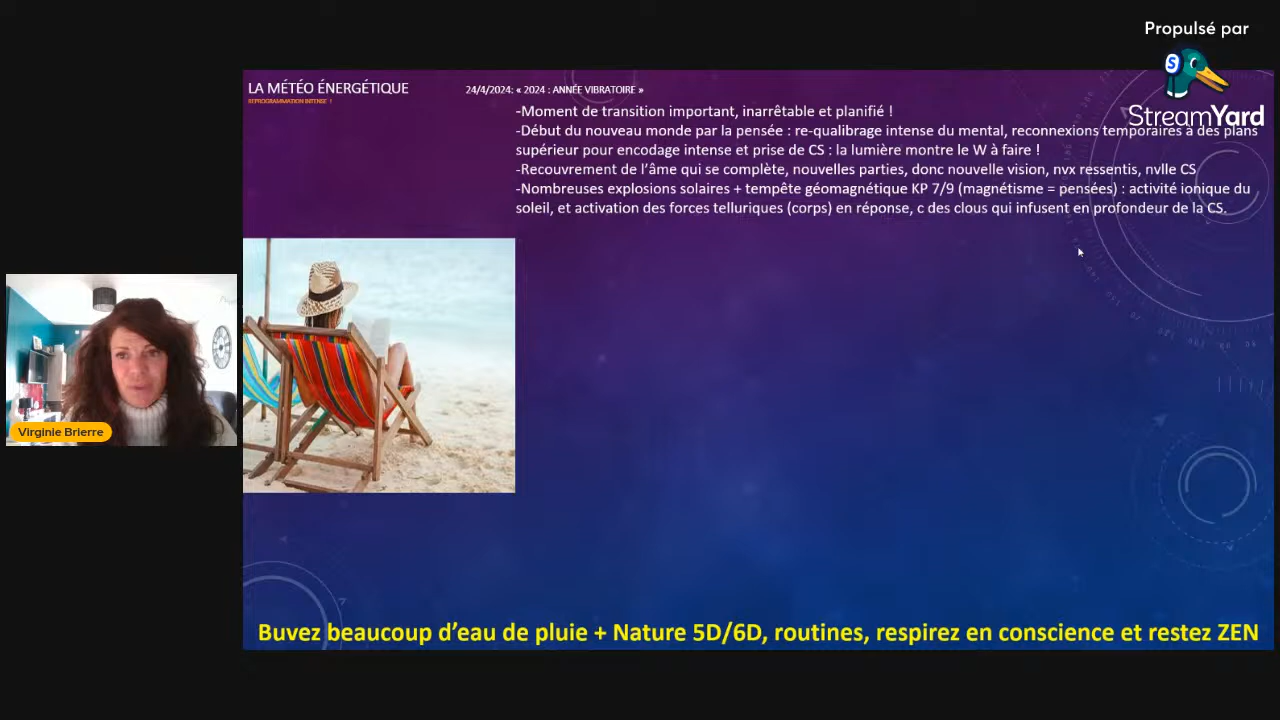 Propulsé par
StreamYard
LA MÉTÉO ÉNERGÉTIQUE
REPROGRAMMATION INTENSE !
24/4/2024: « 2024 : ANNÉE VIBRATOIRE »
-Moment de transition important, inarrêtable et planifié !
-Début du nouveau monde par la pensée : re-qualibrage intense du mental, reconnexions temporaires à des plans
supérieur pour encodage intense et prise de CS : la lumière montre le W à faire !
-Recouvrement de l'âme qui se complète, nouvelles parties, donc nouvelle vision, nvx ressentis, nvlle CS
-Nombreuses explosions solaires + tempête géomagnétique KP 7/9 (magnétisme = pensées) : activité ionique du
soleil, et activation des forces telluriques (corps) en réponse, c des clous qui infusent en profondeur de la CS.
Virginie Brierre
Buvez beaucoup d'eau de pluie + Nature 5D/6D, routines, respirez en conscience et restez ZEN